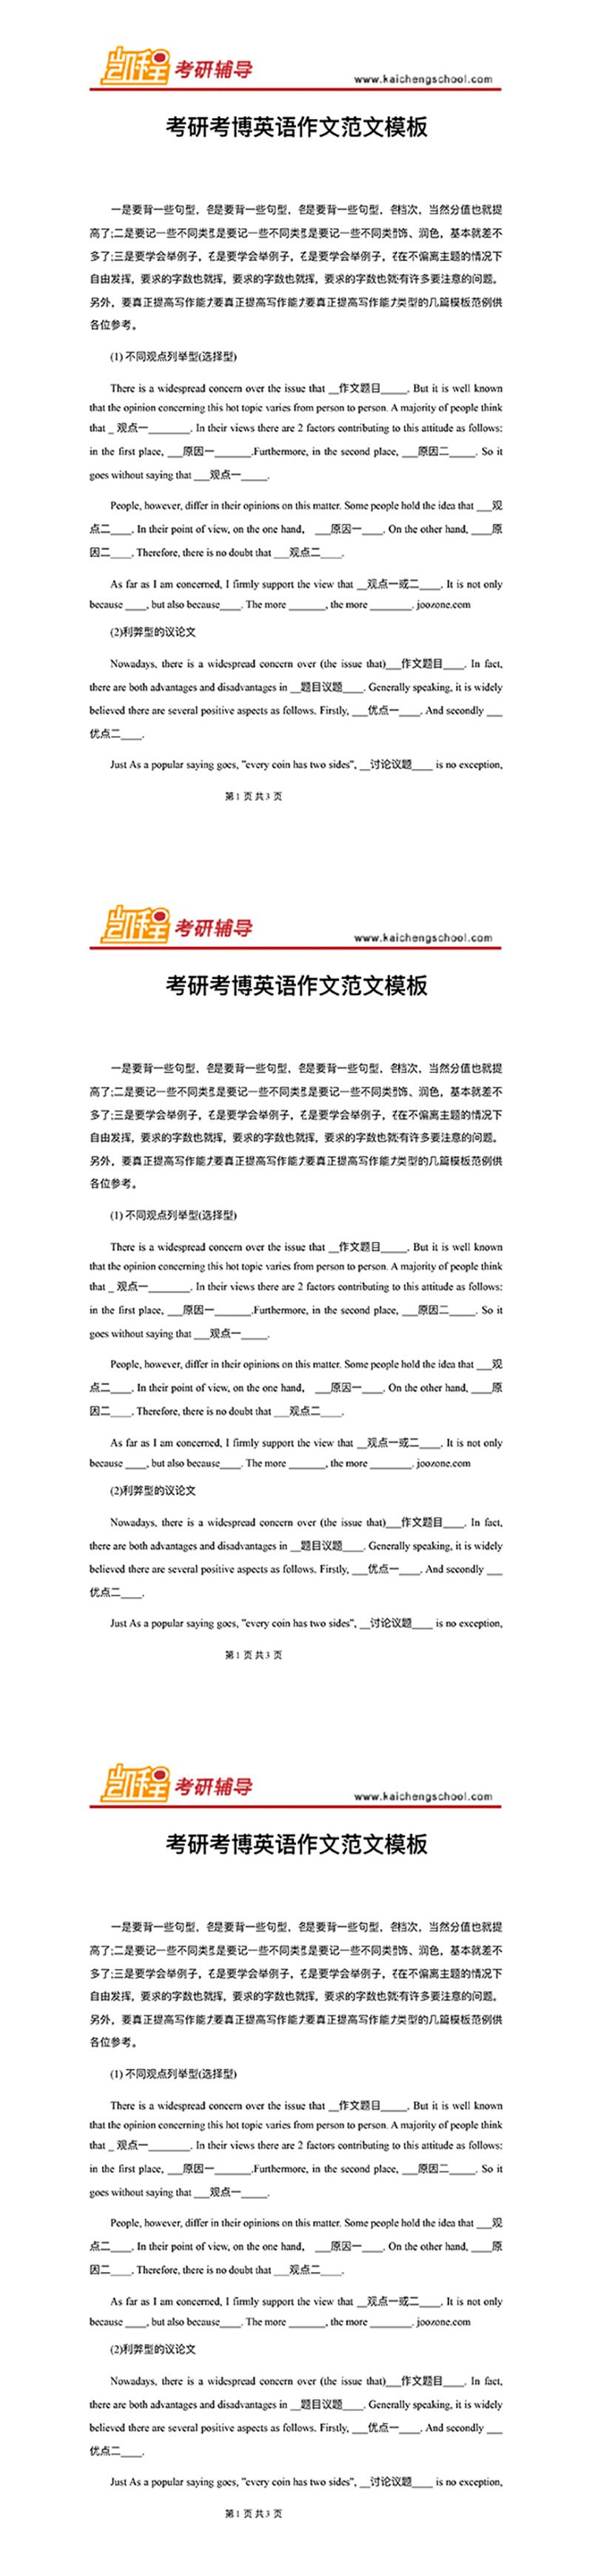 凯程 考研辅导 www.kaichengschool.com
考研考博英语作文范文模板
一是要背一些句型，是要背一些句型，是要背一些句型，档次，当然分值也就提
高了;二是要记一些不同类是要记一些不同类是要记一些不同类饰、润色，基本就差不
多了;三是要学会举例子，是要学会举例子，是要学会举例子，在不偏离主题的情况下
自由发挥，要求的字数也就挥，要求的字数也就挥，要求的字数也就有许多要注意的问题。
另外，要真正提高写作能要真正提高写作能要真正提高写作能类型的几篇模板范例供
各位参考。
(1) 不同观点列举型(选择型)
There is a widespread concern over the issue that __作文题目_____. But it is well known
that the opinion concerning this hot topic varies from person to person. A majority of people think
that _ 观点一________. In their views there are 2 factors contributing to this attitude as follows:
in the first place, ___原因一_______.Furthermore, in the second place, ___原因二_____. So it
goes without saying that ___观点一_____.
People, however, differ in their opinions on this matter. Some people hold the idea that ___观
点二____. In their point of view, on the one hand, ___原因一____. On the other hand, ____原
因二____. Therefore, there is no doubt that ___观点二____.
As far as I am concerned, I firmly support the view that __观点一或二____. It is not only
because ____, but also because____. The more _______, the more ________. joozone.com
(2)利弊型的议论文
Nowadays, there is a widespread concern over (the issue that)___作文题目____. In fact,
there are both advantages and disadvantages in __题目议题____. Generally speaking, it is widely
believed there are several positive aspects as follows. Firstly, ___优点一____. And secondly ___
优点二____.
Just As a popular saying goes, "every coin has two sides", __讨论议题____ is no exception,
第 1 页 共 3 页
凯程 考研辅导 www.kaichengschool.com
考研考博英语作文范文模板
一是要背一些句型，是要背一些句型，是要背一些句型，档次，当然分值也就提
高了;二是要记一些不同类是要记一些不同类是要记一些不同类饰、润色，基本就差不
多了;三是要学会举例子，是要学会举例子，是要学会举例子，在不偏离主题的情况下
自由发挥，要求的字数也就挥，要求的字数也就挥，要求的字数也就有许多要注意的问题。
另外，要真正提高写作能要真正提高写作能要真正提高写作能类型的几篇模板范例供
各位参考。
(1) 不同观点列举型(选择型)
There is a widespread concern over the issue that __作文题目_____. But it is well known
that the opinion concerning this hot topic varies from person to person. A majority of people think
that _ 观点一________. In their views there are 2 factors contributing to this attitude as follows:
in the first place, ___原因一_______.Furthermore, in the second place, ___原因二_____. So it
goes without saying that ___观点一_____.
People, however, differ in their opinions on this matter. Some people hold the idea that ___观
点二____. In their point of view, on the one hand, ___原因一____. On the other hand, ____原
因二____. Therefore, there is no doubt that ___观点二____.
As far as I am concerned, I firmly support the view that __观点一或二____. It is not only
because ____, but also because____. The more _______, the more ________. joozone.com
(2)利弊型的议论文
Nowadays, there is a widespread concern over (the issue that)___作文题目____. In fact,
there are both advantages and disadvantages in __题目议题____. Generally speaking, it is widely
believed there are several positive aspects as follows. Firstly, ___优点一____. And secondly ___
优点二____.
Just As a popular saying goes, "every coin has two sides", __讨论议题____ is no exception,
第 1 页 共 3 页
凯程 考研辅导 www.kaichengschool.com
考研考博英语作文范文模板
一是要背一些句型，是要背一些句型，是要背一些句型，档次，当然分值也就提
高了;二是要记一些不同类是要记一些不同类是要记一些不同类饰、润色，基本就差不
多了;三是要学会举例子，是要学会举例子，是要学会举例子，在不偏离主题的情况下
自由发挥，要求的字数也就挥，要求的字数也就挥，要求的字数也就有许多要注意的问题。
另外，要真正提高写作能要真正提高写作能要真正提高写作能类型的几篇模板范例供
各位参考。
(1) 不同观点列举型(选择型)
There is a widespread concern over the issue that __作文题目_____. But it is well known
that the opinion concerning this hot topic varies from person to person. A majority of people think
that _ 观点一________. In their views there are 2 factors contributing to this attitude as follows:
in the first place, ___原因一_______.Furthermore, in the second place, ___原因二_____. So it
goes without saying that ___观点一_____.
People, however, differ in their opinions on this matter. Some people hold the idea that ___观
点二____. In their point of view, on the one hand, ___原因一____. On the other hand, ____原
因二____. Therefore, there is no doubt that ___观点二____.
As far as I am concerned, I firmly support the view that __观点一或二____. It is not only
because ____, but also because____. The more _______, the more ________. joozone.com
(2)利弊型的议论文
Nowadays, there is a widespread concern over (the issue that)___作文题目____. In fact,
there are both advantages and disadvantages in __题目议题____. Generally speaking, it is widely
believed there are several positive aspects as follows. Firstly, ___优点一____. And secondly ___
优点二____.
Just As a popular saying goes, "every coin has two sides", __讨论议题____ is no exception,
第 1 页 共 3 页